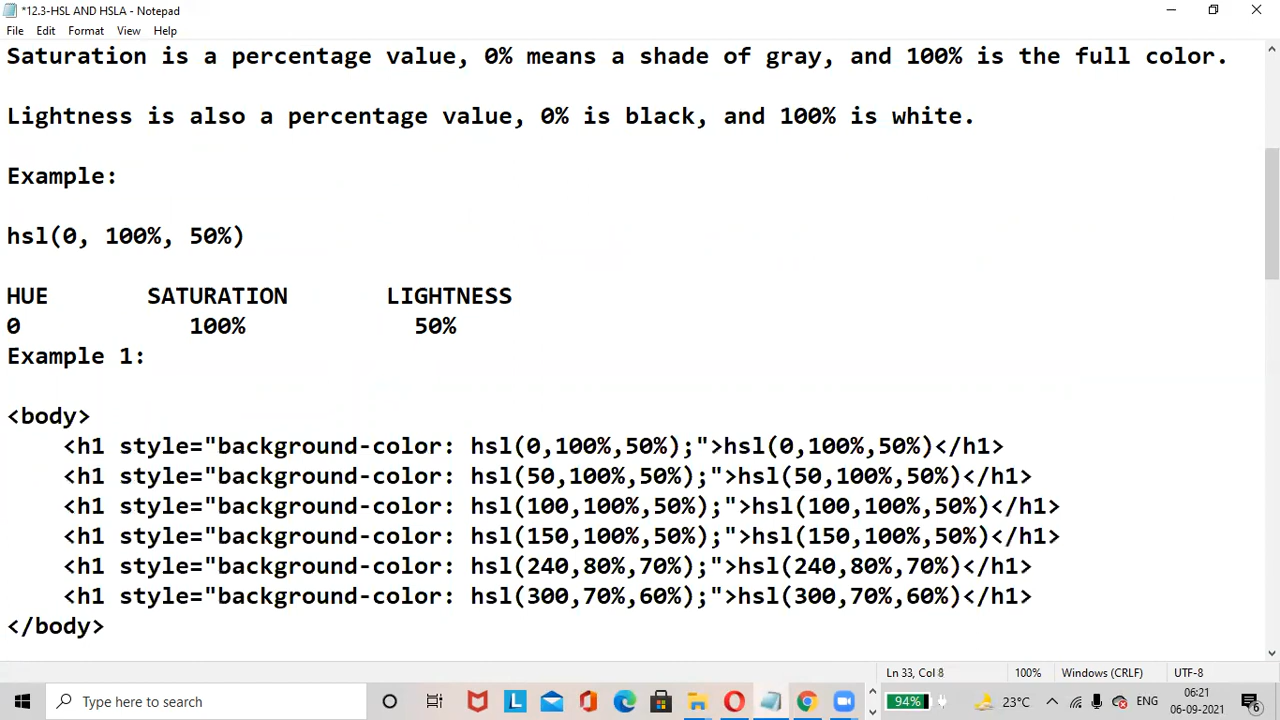 *12.3-HSL AND HSLA - Notepad
File Edit Format View Help
Saturation is a percentage value, 0% means a shade of gray, and 100% is the full color.
Lightness is also a percentage value, 0% is black, and 100% is white.
Example:
hsl(0, 100%, 50%)
HUE SATURATION LIGHTNESS
0 100% 50%
Example 1:
<body>
<h1 style="background-color: hsl(0,100%,50%);">hsl(0,100%,50%)</h1>
<h1 style="background-color: hsl(50,100%,50%);">hsl(50,100%,50%)</h1>
<h1 style="background-color: hsl(100,100%,50%);">hsl(100,100%,50%)</h1>
<h1 style="background-color: hsl(150,100%,50%);">hsl(150,100%,50%)</h1>
<h1 style="background-color: hsl(240,80%,70%);">hsl(240,80%,70%)</h1>
<h1 style="background-color: hsl(300,70%,60%);">hsl(300,70%,60%)</h1>
</body>
Ln 33, Col 8 100% Windows (CRLF) UTF-8
Type here to search 94% 23°C ENG 06:21
06-09-2021 6